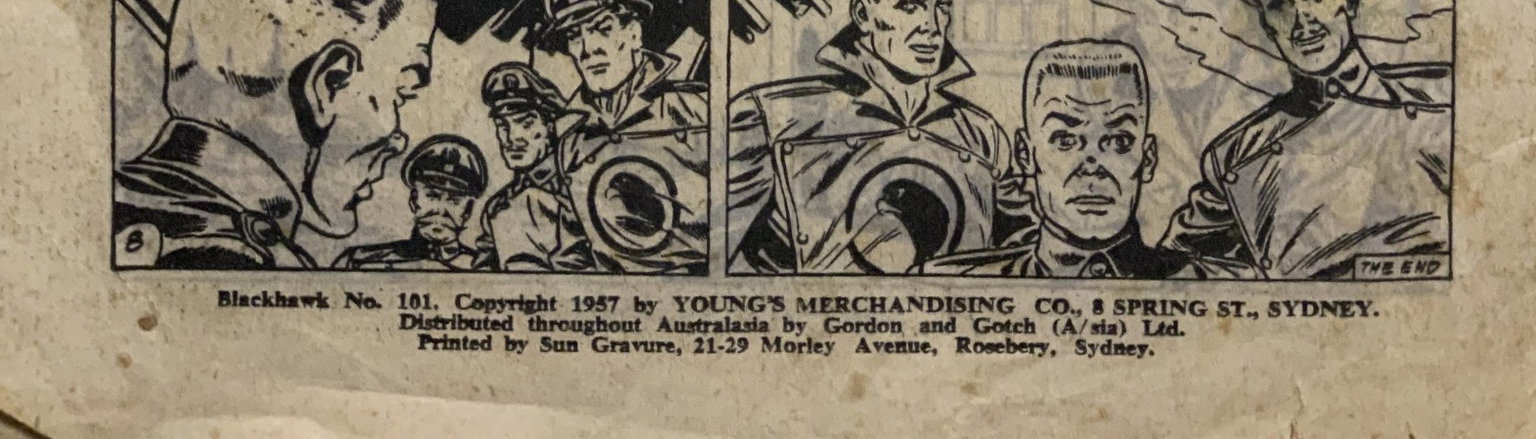 8
THE END
Blackhawk No. 101. Copyright 1957 by YOUNG'S MERCHANDISING CO., 8 SPRING ST., SYDNEY.
Distributed throughout Australasia by Gordon and Gotch (A/sia) Ltd.
Printed by Sun Gravure, 21-29 Morley Avenue, Rosebery, Sydney.